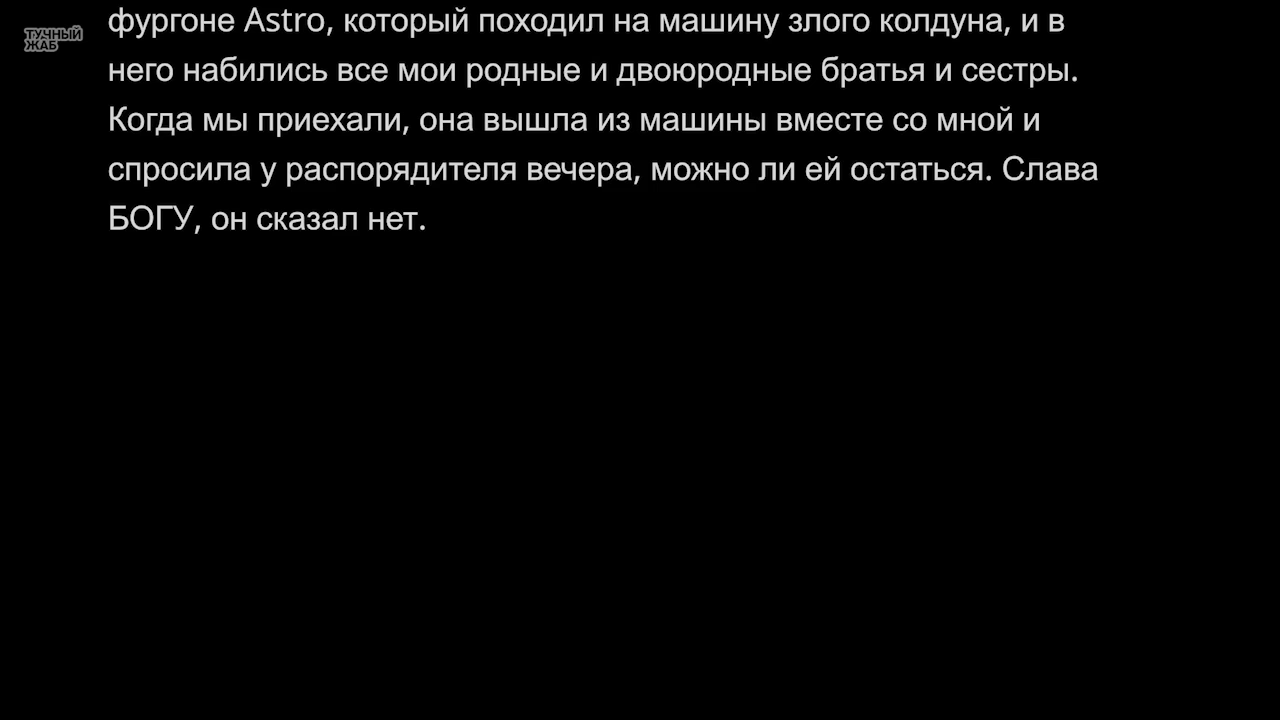 ТУЧНЫЙ
ЖАБ
фургоне Astro, который походил на машину злого колдуна, и в
него набились все мои родные и двоюродные братья и сестры.
Когда мы приехали, она вышла из машины вместе со мной и
спросила у распорядителя вечера, можно ли ей остаться. Слава
БОГУ, он сказал нет.